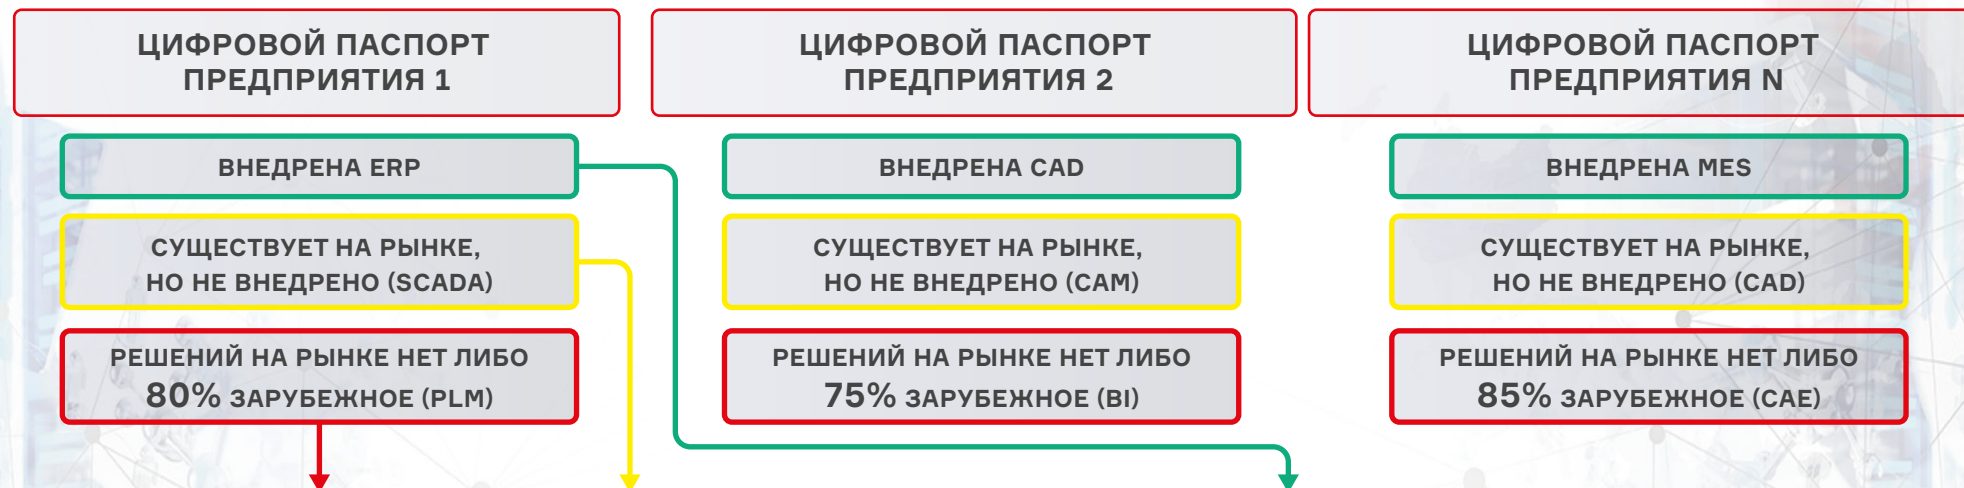 ЦИФРОВОЙ ПАСПОРТ
ПРЕДПРИЯТИЯ 1
ВНЕДРЕНА ERP
СУЩЕСТВУЕТ НА РЫНКЕ,
НО НЕ ВНЕДРЕНО (SCADA)
РЕШЕНИЙ НА РЫНКЕ НЕТ ЛИБО
80% ЗАРУБЕЖНОЕ (PLM)
ЦИФРОВОЙ ПАСПОРТ
ПРЕДПРИЯТИЯ 2
ВНЕДРЕНА CAD
СУЩЕСТВУЕТ НА РЫНКЕ,
НО НЕ ВНЕДРЕНО (CAM)
РЕШЕНИЙ НА РЫНКЕ НЕТ ЛИБО
75% ЗАРУБЕЖНОЕ (BI)
ЦИФРОВОЙ ПАСПОРТ
ПРЕДПРИЯТИЯ N
ВНЕДРЕНА MES
СУЩЕСТВУЕТ НА РЫНКЕ,
НО НЕ ВНЕДРЕНО (CAD)
РЕШЕНИЙ НА РЫНКЕ НЕТ ЛИБО
85% ЗАРУБЕЖНОЕ (CAE)